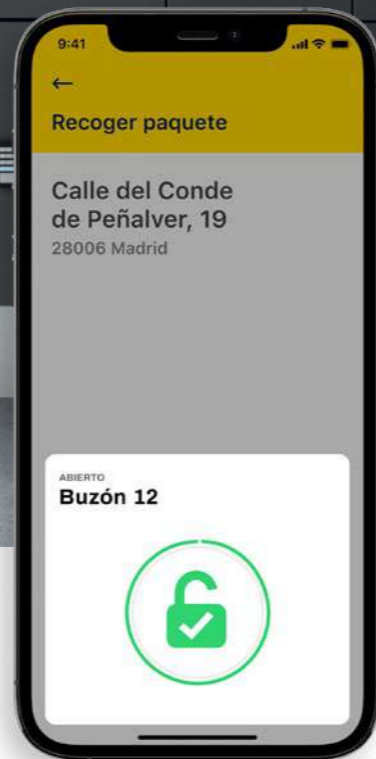 9:41
Recoger paquete
Calle del Conde
de Peñalver, 19
28006 Madrid
ABIERTO
Buzón 12